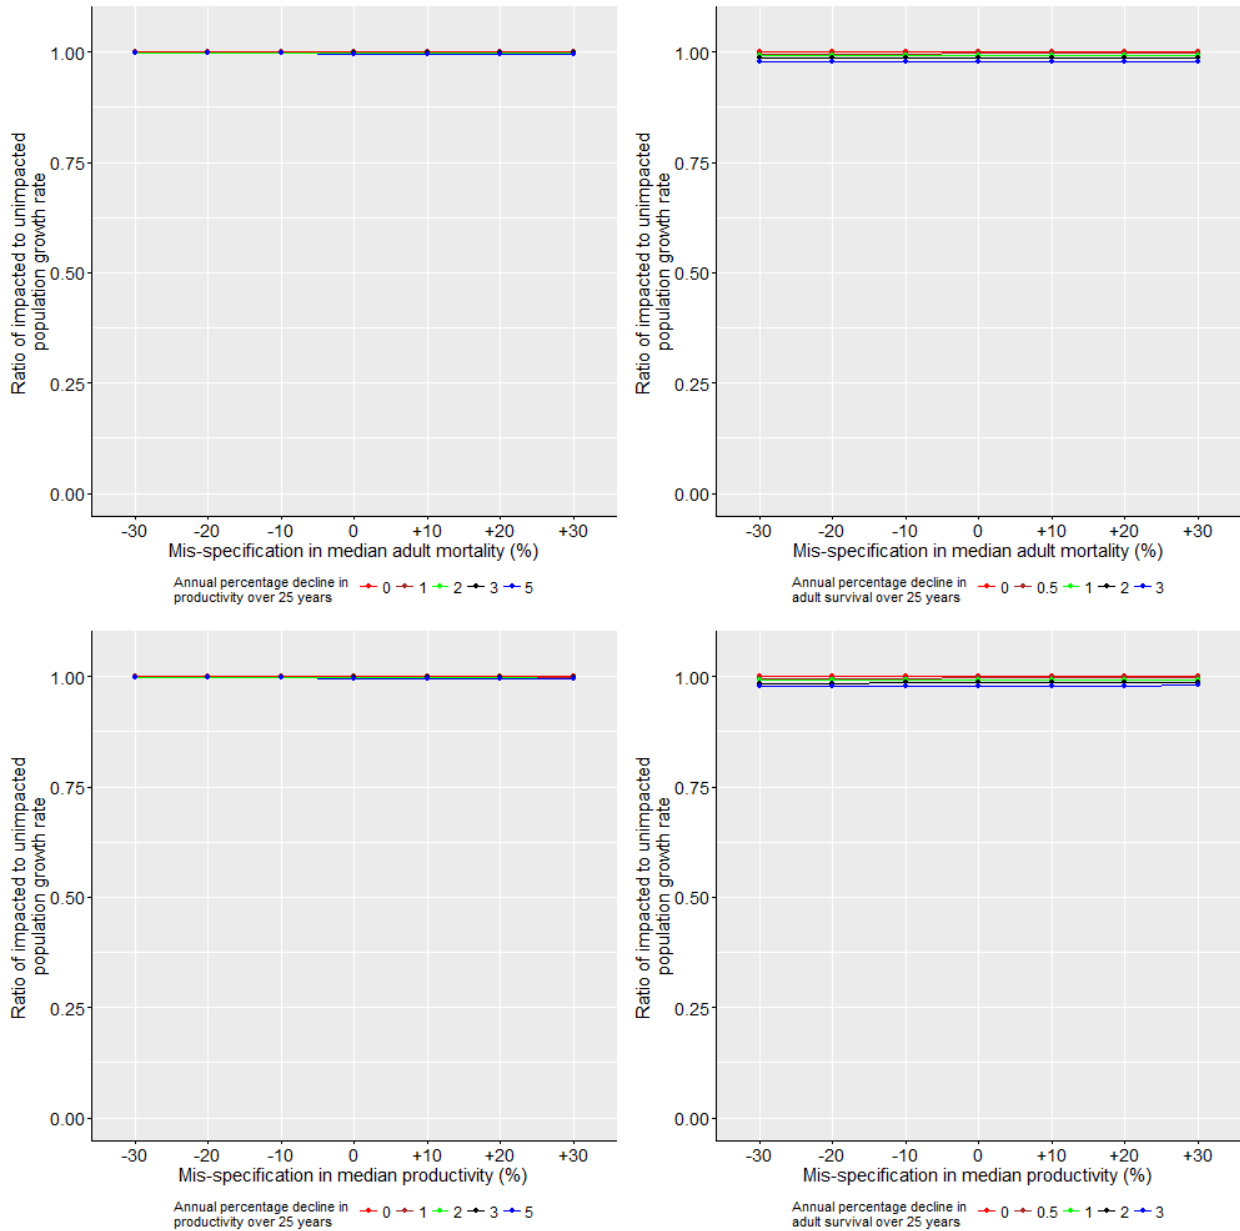 Ratio of impacted to unimpacted
population growth rate
1.00
0.75
0.50
0.25
0.00
-30 -20 -10 0 +10 +20 +30
Mis-specification in median adult mortality (%)
Annual percentage decline in
productivity over 25 years 0 1 2 3 5
Ratio of impacted to unimpacted
population growth rate
1.00
0.75
0.50
0.25
0.00
-30 -20 -10 0 +10 +20 +30
Mis-specification in median adult mortality (%)
Annual percentage decline in
adult survival over 25 years 0 0.5 1 2 3
Ratio of impacted to unimpacted
population growth rate
1.00
0.75
0.50
0.25
0.00
-30 -20 -10 0 +10 +20 +30
Mis-specification in median productivity (%)
Annual percentage decline in
productivity over 25 years 0 1 2 3 5
Ratio of impacted to unimpacted
population growth rate
1.00
0.75
0.50
0.25
0.00
-30 -20 -10 0 +10 +20 +30
Mis-specification in median productivity (%)
Annual percentage decline in
adult survival over 25 years 0 0.5 1 2 3